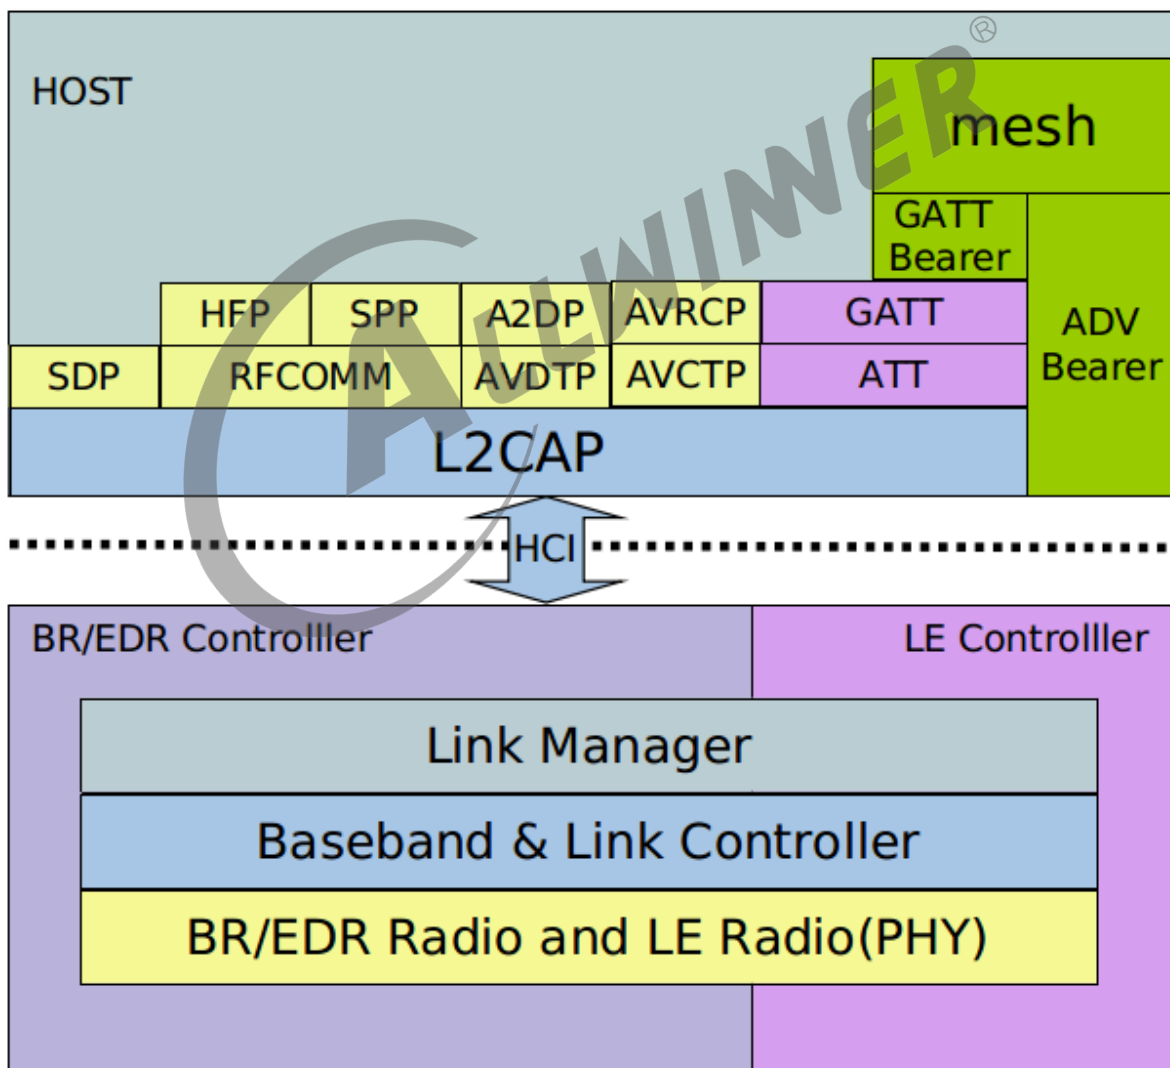 HOST
mesh
GATT
Bearer
ADV
Bearer
HFP SPP A2DP AVRCP GATT
SDP RFCOMM AVDTP AVCTP ATT
L2CAP
HCI
BR/EDR Controlller
LE Controlller
Link Manager
Baseband & Link Controller
BR/EDR Radio and LE Radio(PHY)
ALLWINNER®